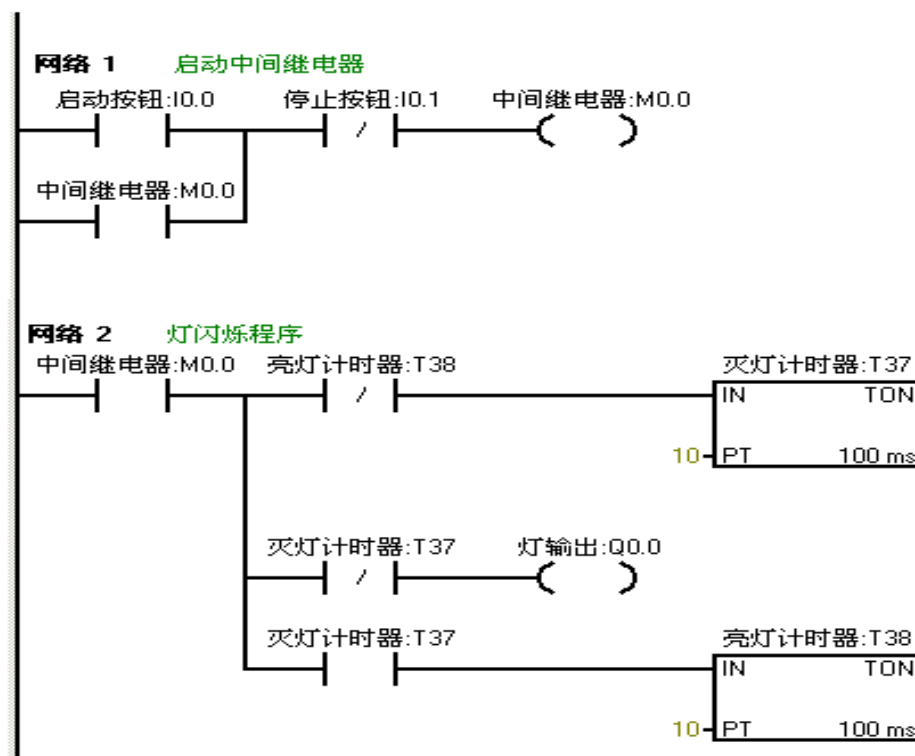 网络 1 启动中间继电器
启动按钮:I0.0 停止按钮:I0.1 中间继电器:M0.0
中间继电器:M0.0
网络 2 灯闪烁程序
中间继电器:M0.0 亮灯计时器:T38 灭灯计时器:T37
IN TON
10 PT 100 ms
灭灯计时器:T37 灯输出:Q0.0
灭灯计时器:T37 亮灯计时器:T38
IN TON
10 PT 100 ms